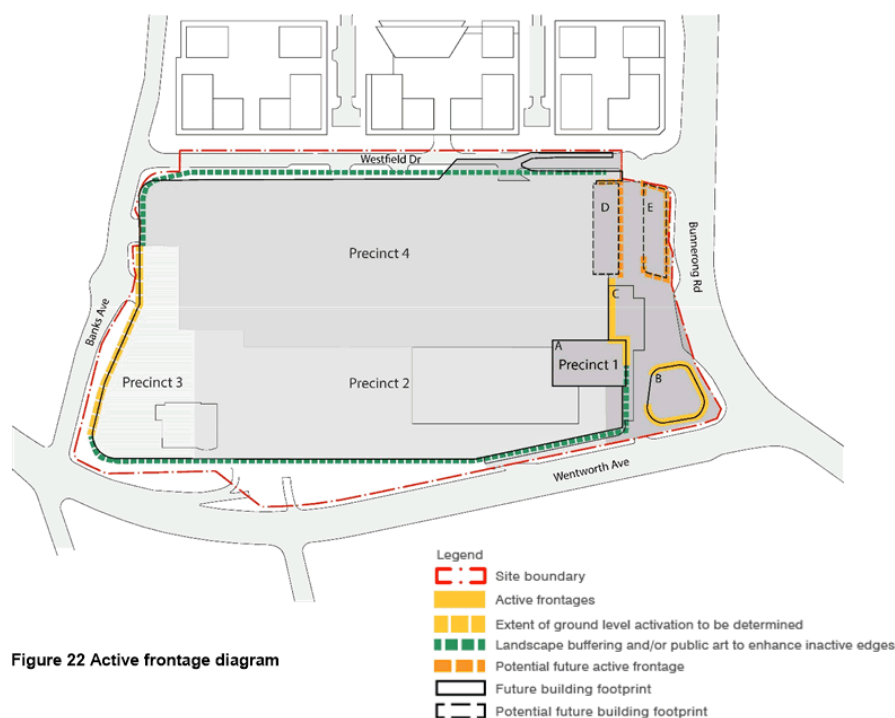 Westfield Dr
D
E
Bunnerong Rd
Precinct 4
C
Banks Ave
A
Precinct 1
Precinct 3
Precinct 2
B
Wentworth Ave
Legend
Site boundary
Active frontages
Extent of ground level activation to be determined
Landscape buffering and/or public art to enhance inactive edges
Potential future active frontage
Future building footprint
Potential future building footprint
Figure 22 Active frontage diagram